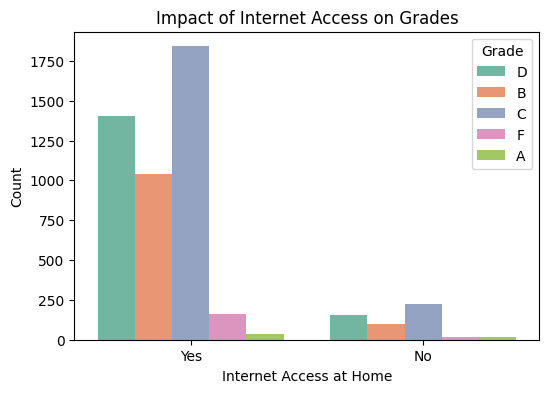 Impact of Internet Access on Grades
Grade
D
B
C
F
A
1750
1500
1250
1000
750
500
250
0
Count
Yes
No
Internet Access at Home